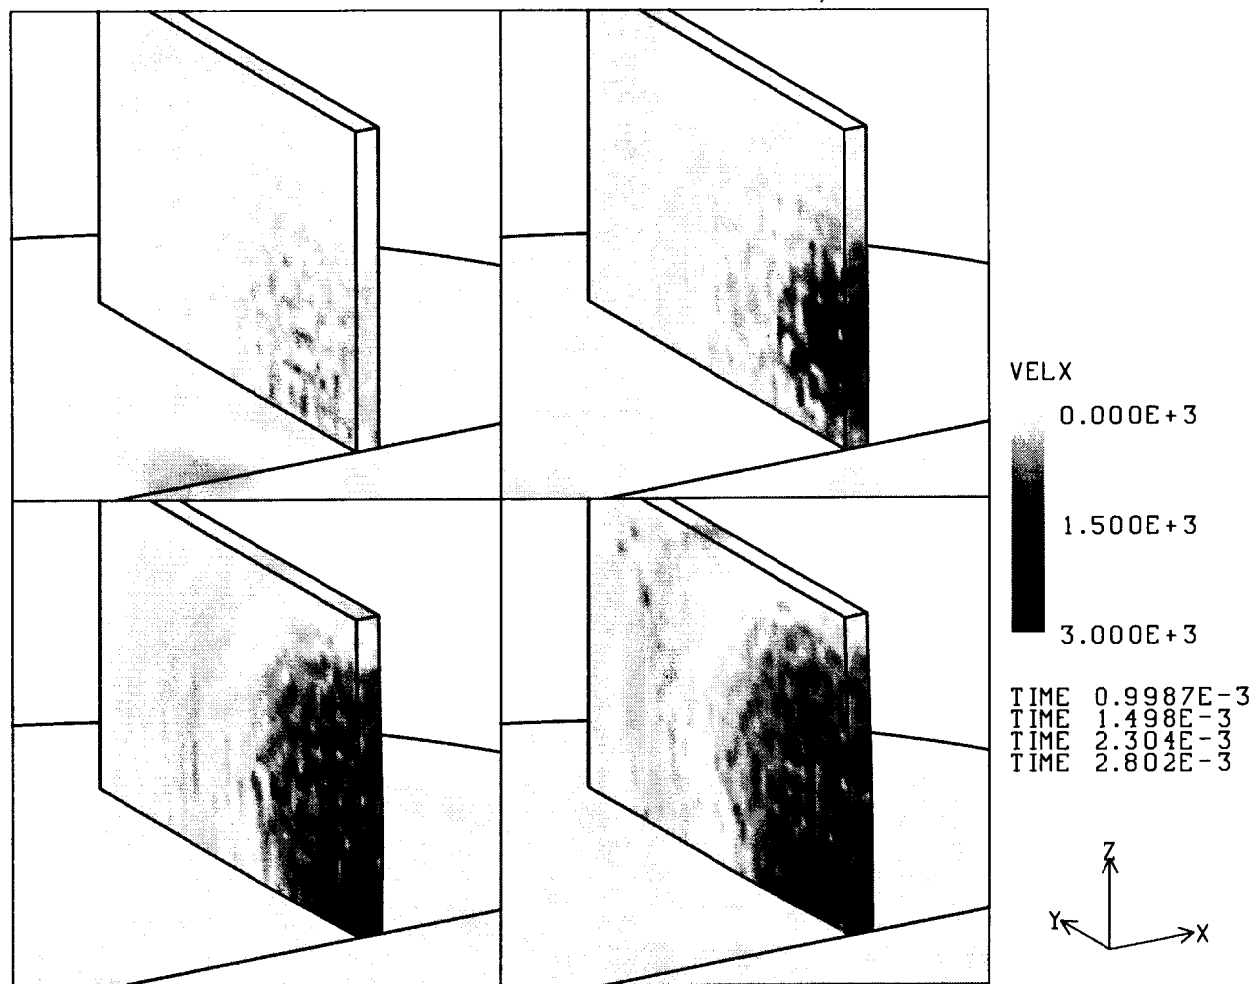 VELX
0.000E+3
1.500E+3
3.000E+3
TIME 0.9987E-3
TIME 1.498E-3
TIME 2.304E-3
TIME 2.802E-3
Z
Y
X